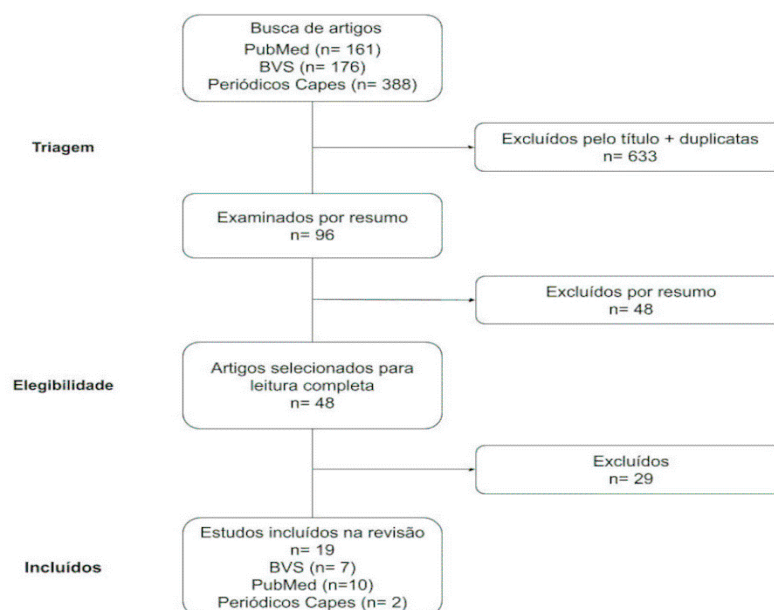 Busca de artigos
PubMed (n= 161)
BVS (n= 176)
Periódicos Capes (n= 388)
Triagem
Excluídos pelo título + duplicatas
n= 633
Examinados por resumo
n= 96
Excluídos por resumo
n= 48
Elegibilidade
Artigos selecionados para
leitura completa
n= 48
Excluídos
n= 29
Incluídos
Estudos incluídos na revisão
n= 19
BVS (n= 7)
PubMed (n=10)
Periódicos Capes (n= 2)